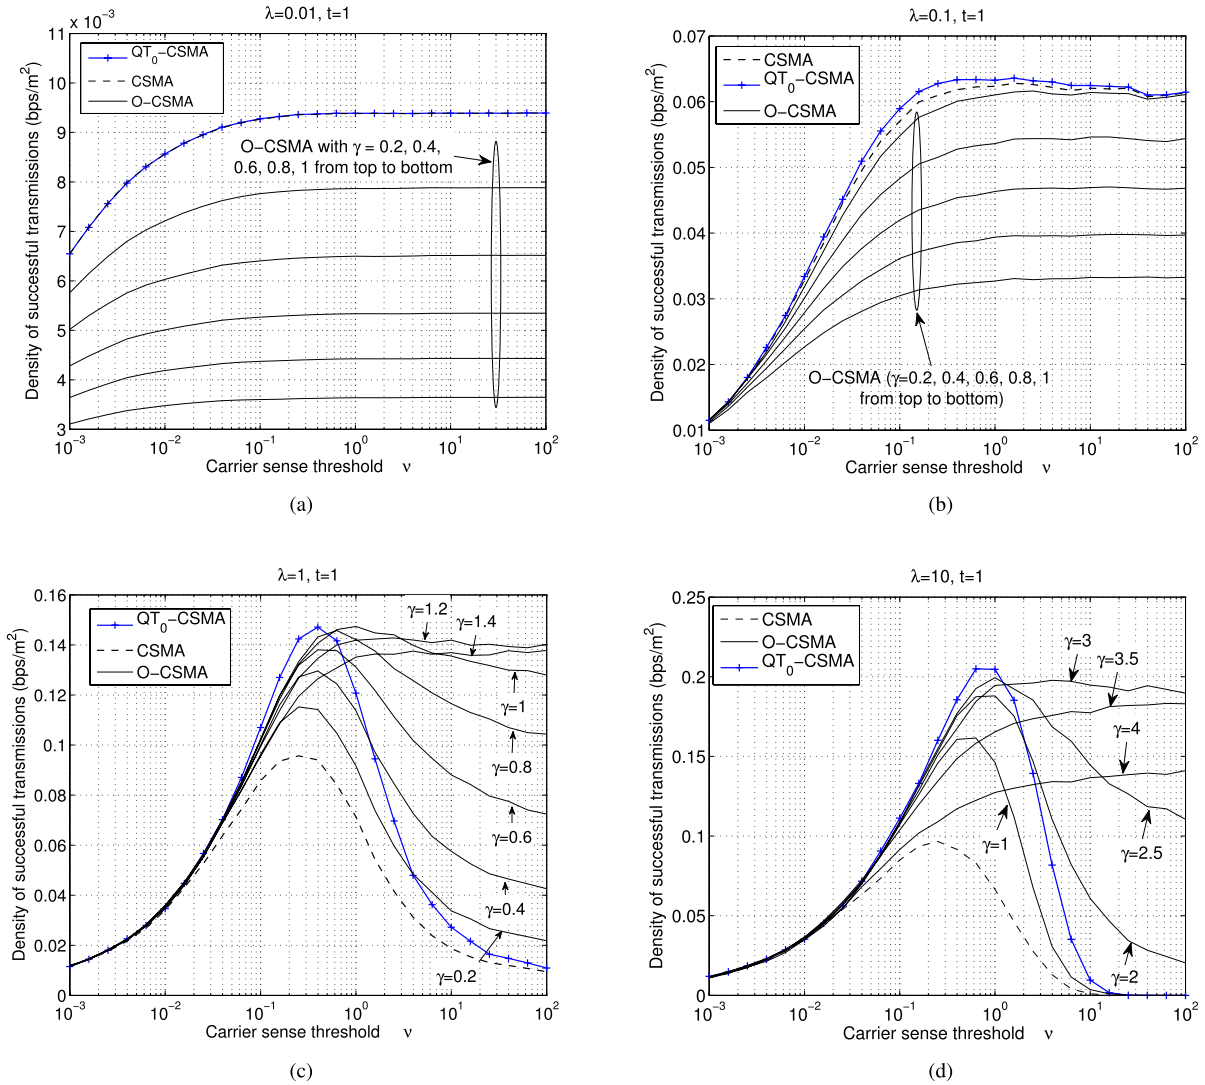 λ=0.01, t=1
x 10⁻³
11
10
9
8
7
6
5
4
3
QT₀−CSMA
CSMA
O−CSMA
O−CSMA with γ = 0.2, 0.4,
0.6, 0.8, 1 from top to bottom
Density of successful transmissions (bps/m²)
10⁻³ 10⁻² 10⁻¹ 10⁰ 10¹ 10²
Carrier sense threshold ν
(a)
λ=0.1, t=1
0.07
0.06
0.05
0.04
0.03
0.02
0.01
CSMA
QT₀−CSMA
O−CSMA
O−CSMA (γ=0.2, 0.4, 0.6, 0.8, 1
from top to bottom)
Density of successful transmissions (bps/m²)
10⁻³ 10⁻² 10⁻¹ 10⁰ 10¹ 10²
Carrier sense threshold ν
(b)
λ=1, t=1
0.16
0.14
0.12
0.1
0.08
0.06
0.04
0.02
0
QT₀−CSMA
CSMA
O−CSMA
γ=1.2
γ=1.4
γ=1
γ=0.8
γ=0.6
γ=0.4
γ=0.2
Density of successful transmissions (bps/m²)
10⁻³ 10⁻² 10⁻¹ 10⁰ 10¹ 10²
Carrier sense threshold ν
(c)
λ=10, t=1
0.25
0.2
0.15
0.1
0.05
0
CSMA
O−CSMA
QT₀−CSMA
γ=3
γ=3.5
γ=4
γ=1
γ=2.5
γ=2
Density of successful transmissions (bps/m²)
10⁻³ 10⁻² 10⁻¹ 10⁰ 10¹ 10²
Carrier sense threshold ν
(d)